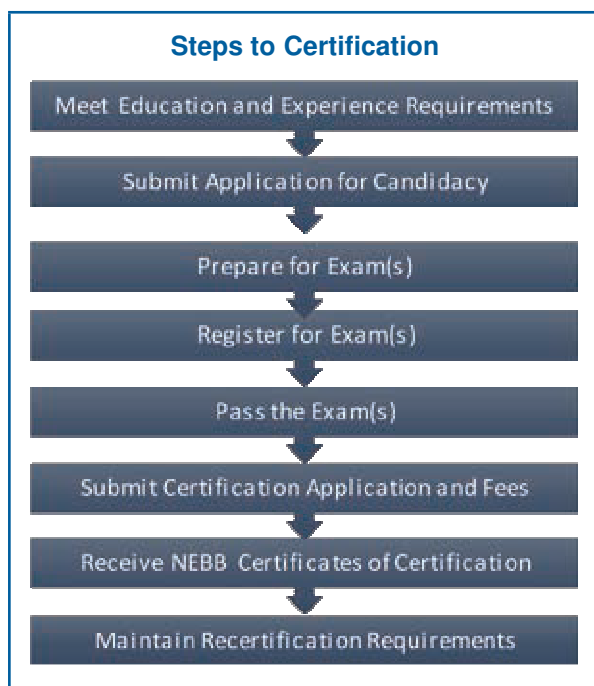 Steps to Certification
Meet Education and Experience Requirements
Submit Application for Candidacy
Prepare for Exam(s)
Register for Exam(s)
Pass the Exam(s)
Submit Certification Application and Fees
Receive NEBB Certificates of Certification
Maintain Recertification Requirements